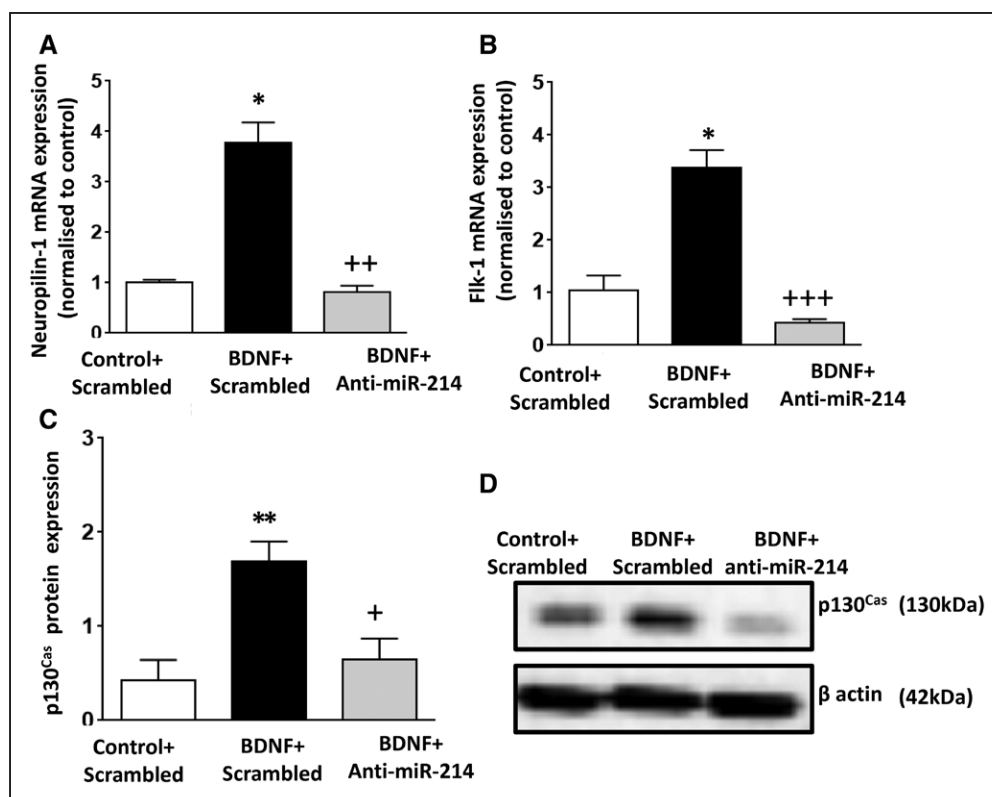 A
Neuropilin-1 mRNA expression
(normalised to control)
5
4
3
2
1
0
*
++
Control+
Scrambled
BDNF+
Scrambled
BDNF+
Anti-miR-214
B
Flk-1 mRNA expression
(normalised to control)
5
4
3
2
1
0
*
+++
Control+
Scrambled
BDNF+
Scrambled
BDNF+
Anti-miR-214
C
p130Cas protein expression
3
2
1
0
**
+
Control+
Scrambled
BDNF+
Scrambled
BDNF+
Anti-miR-214
D
Control+
Scrambled
BDNF+
Scrambled
BDNF+
anti-miR-214
p130Cas (130kDa)
β actin (42kDa)